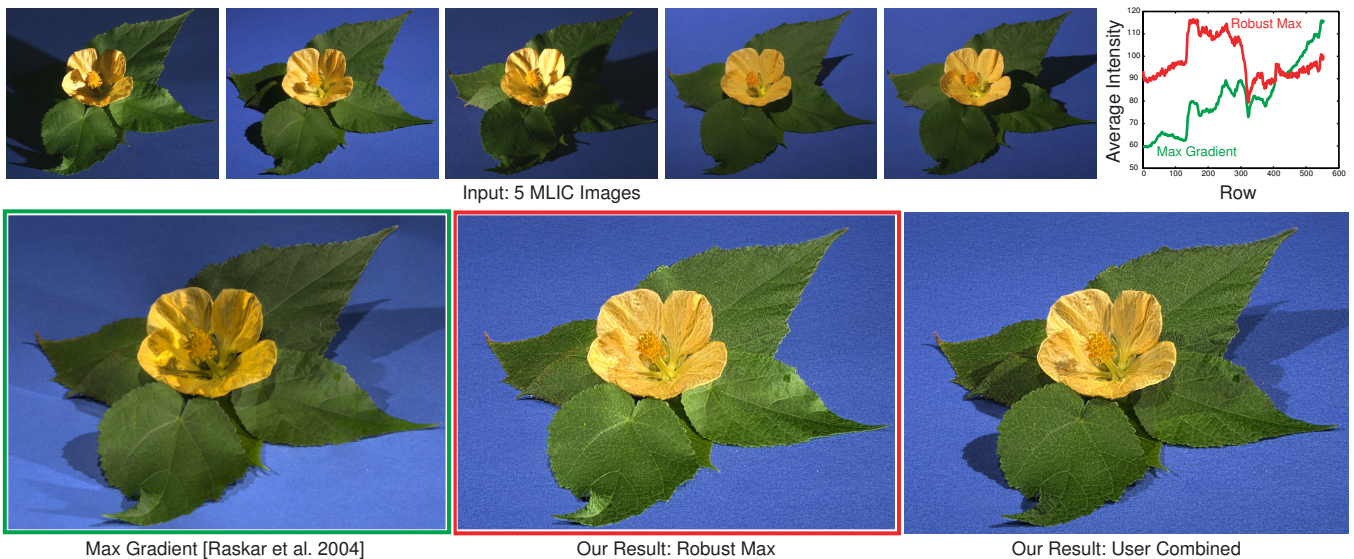 Robust Max
Max Gradient
Average Intensity
120
110
100
90
80
70
60
50
0
100
200
300
400
500
600
Row
Input: 5 MLIC Images
Max Gradient [Raskar et al. 2004]
Our Result: Robust Max
Our Result: User Combined